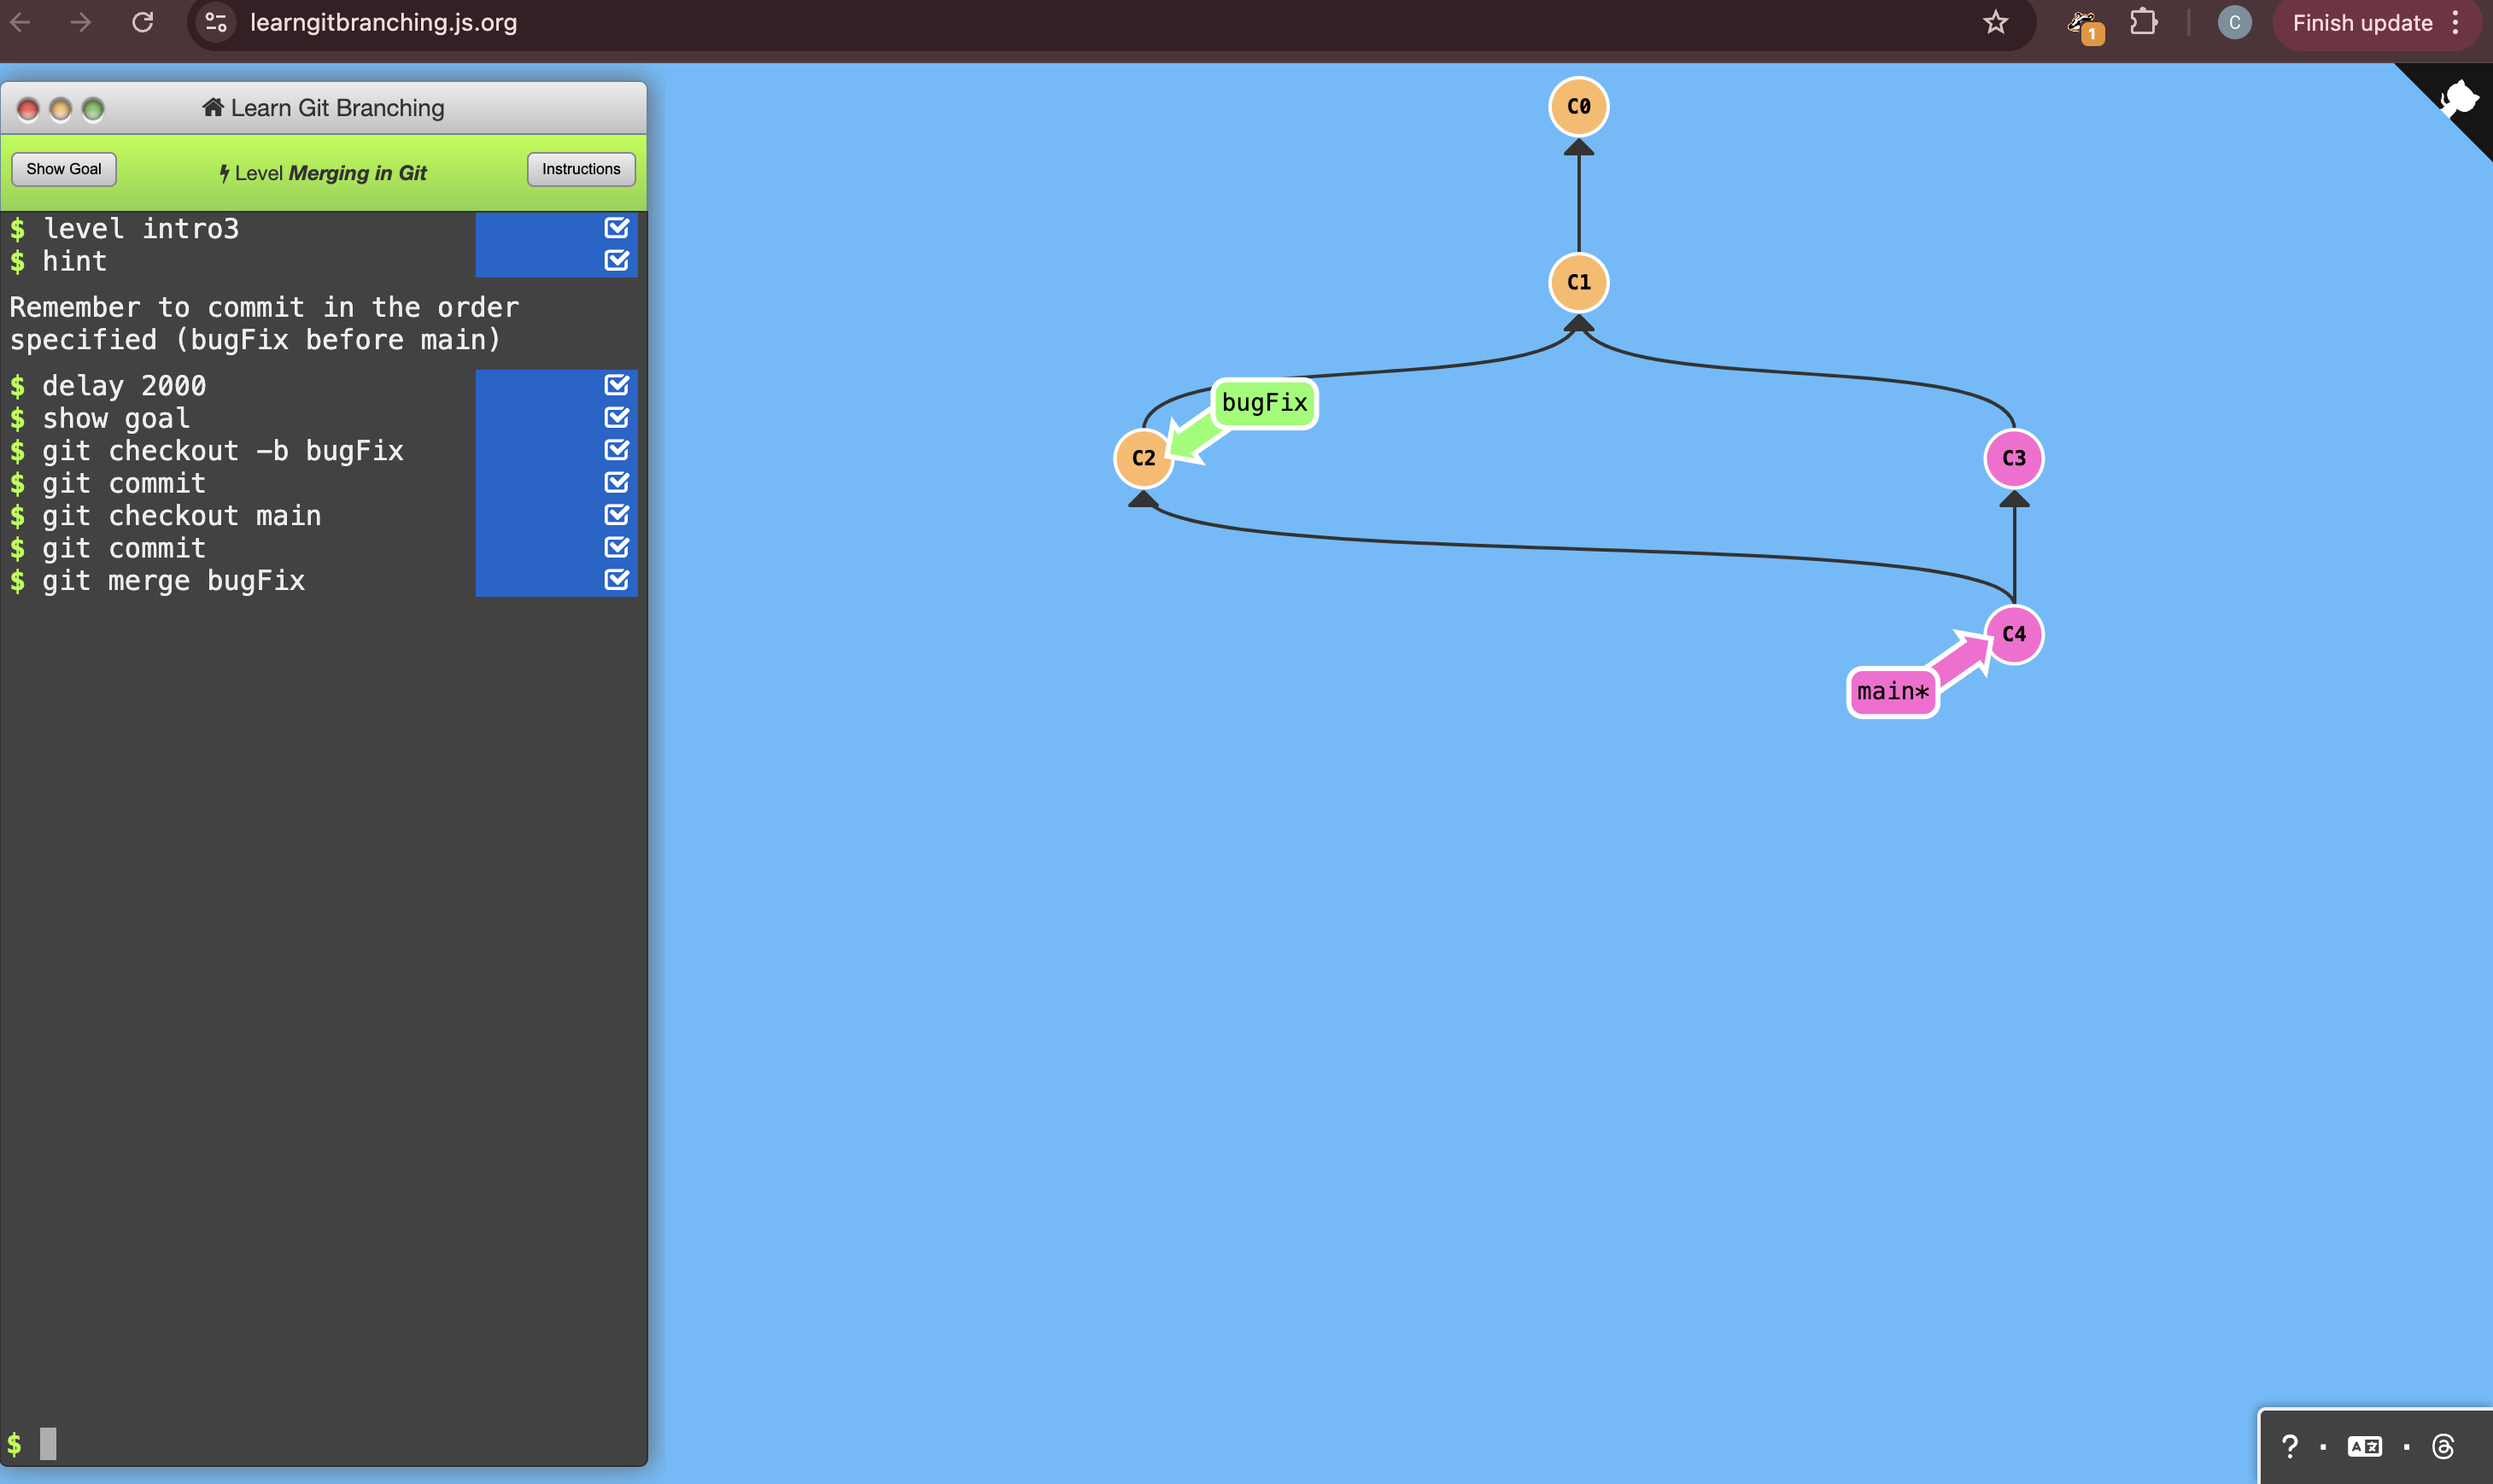 learngitbranching.js.org
1
C
Finish update
Learn Git Branching
Show Goal
Level Merging in Git
Instructions
$ level intro3
$ hint
Remember to commit in the order
specified (bugFix before main)
$ delay 2000
$ show goal
$ git checkout -b bugFix
$ git commit
$ git checkout main
$ git commit
$ git merge bugFix
$
C0
C1
bugFix
C2
C3
C4
main*
?